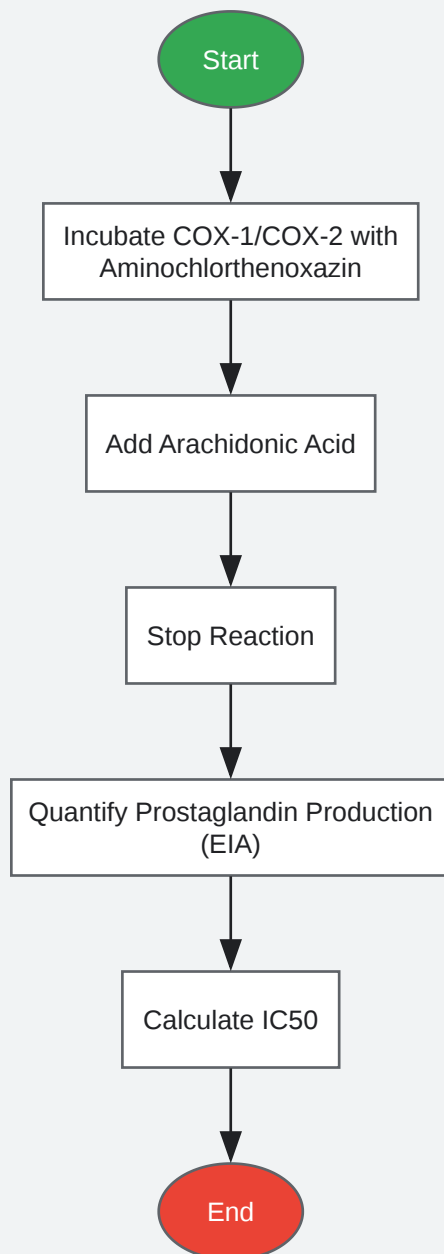 Start
Incubate COX-1/COX-2 with
Aminochlorthenoxazin
Add Arachidonic Acid
Stop Reaction
Quantify Prostaglandin Production
(EIA)
Calculate IC50
End